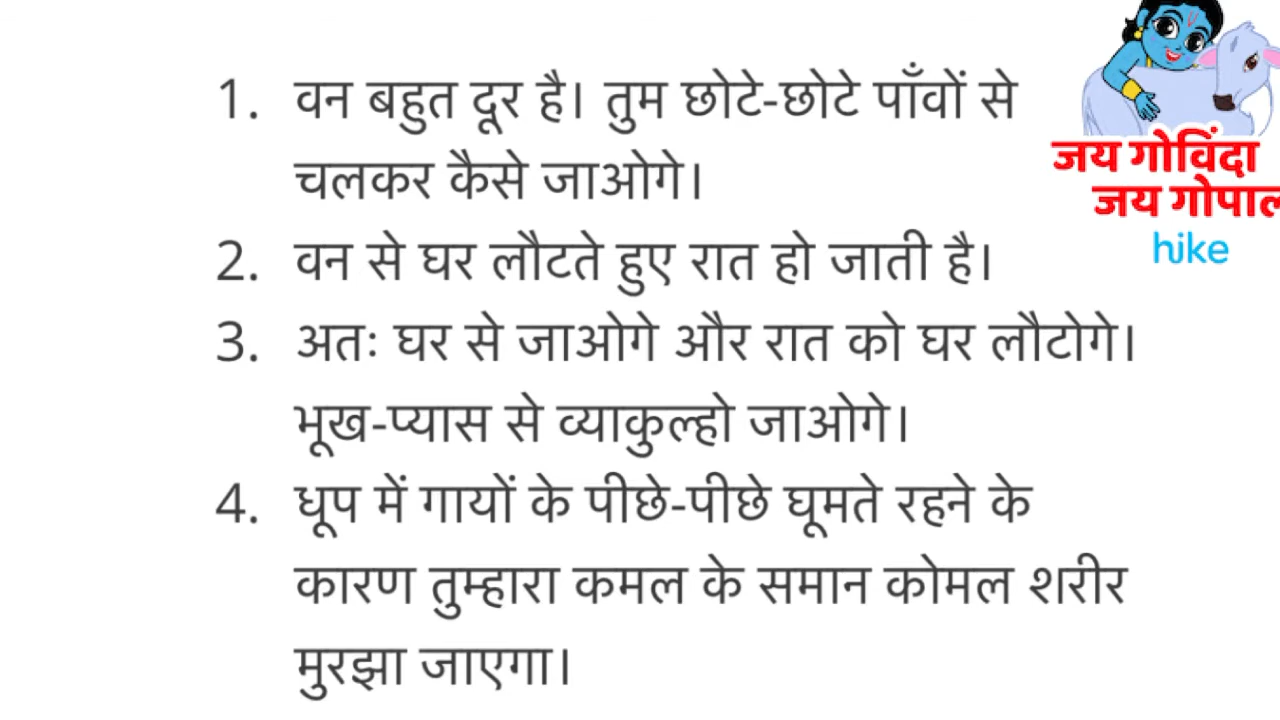 1. वन बहुत दूर है। तुम छोटे-छोटे पाँवों से
चलकर कैसे जाओगे।
2. वन से घर लौटते हुए रात हो जाती है।
3. अतः घर से जाओगे और रात को घर लौटोगे।
भूख-प्यास से व्याकुल्हो जाओगे।
4. धूप में गायों के पीछे-पीछे घूमते रहने के
कारण तुम्हारा कमल के समान कोमल शरीर
मुरझा जाएगा।
जय गोविंदा
जय गोपाल
hike